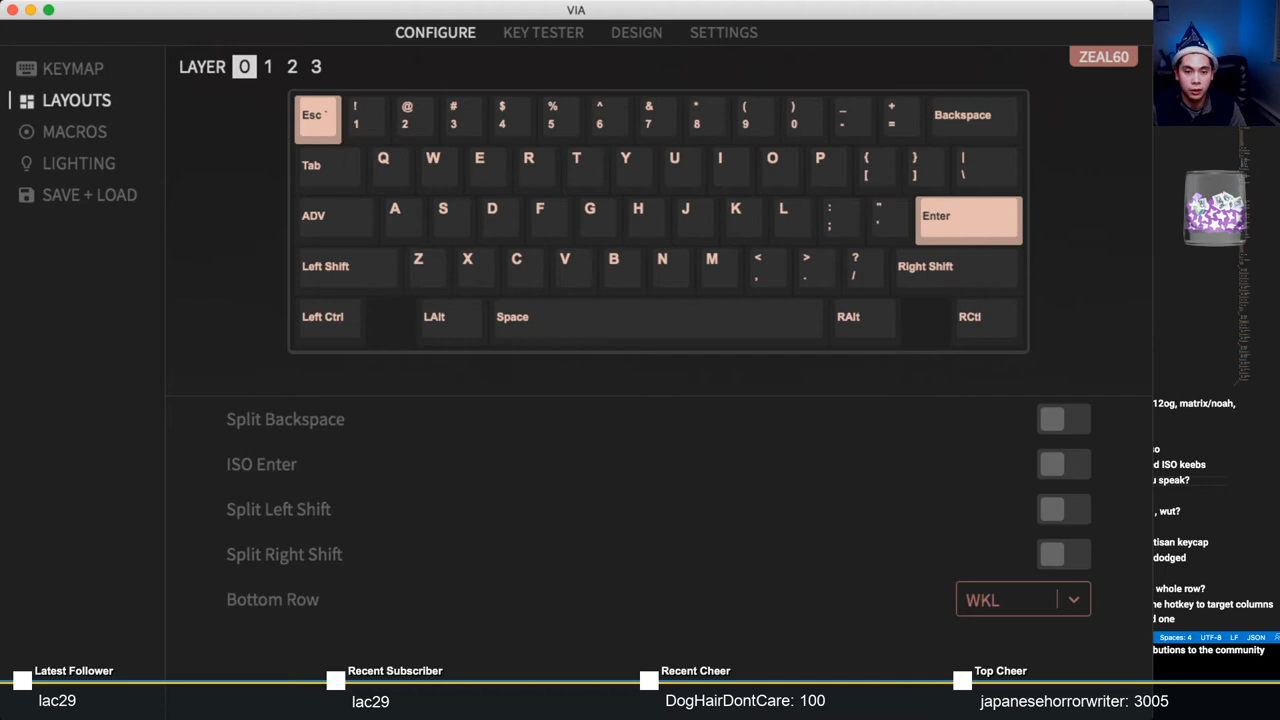 VIA
CONFIGURE KEY TESTER DESIGN SETTINGS
KEYMAP
LAYOUTS
MACROS
LIGHTING
SAVE + LOAD
LAYER 0 1 2 3
ZEAL60
Esc ` ! 1 @ 2 # 3 $ 4 % 5 ^ 6 & 7 * 8 ( 9 ) 0 _ - + = Backspace
Tab Q W E R T Y U I O P { [ } ] | \
ADV A S D F G H J K L : ; " ' Enter
Left Shift Z X C V B N M < , > . ? / Right Shift
Left Ctrl LAlt Space RAlt RCtl
Split Backspace
ISO Enter
Split Left Shift
Split Right Shift
Bottom Row WKL
12og, matrix/noah,
so
d ISO keebs
u speak?
, wut?
tisan keycap
dodged
whole row?
ne hotkey to target columns
d one
Spaces: 4 UTF-8 LF JSON
butions to the community
Latest Follower
lac29
Recent Subscriber
lac29
Recent Cheer
DogHairDontCare: 100
Top Cheer
japanesehorrorwriter: 3005